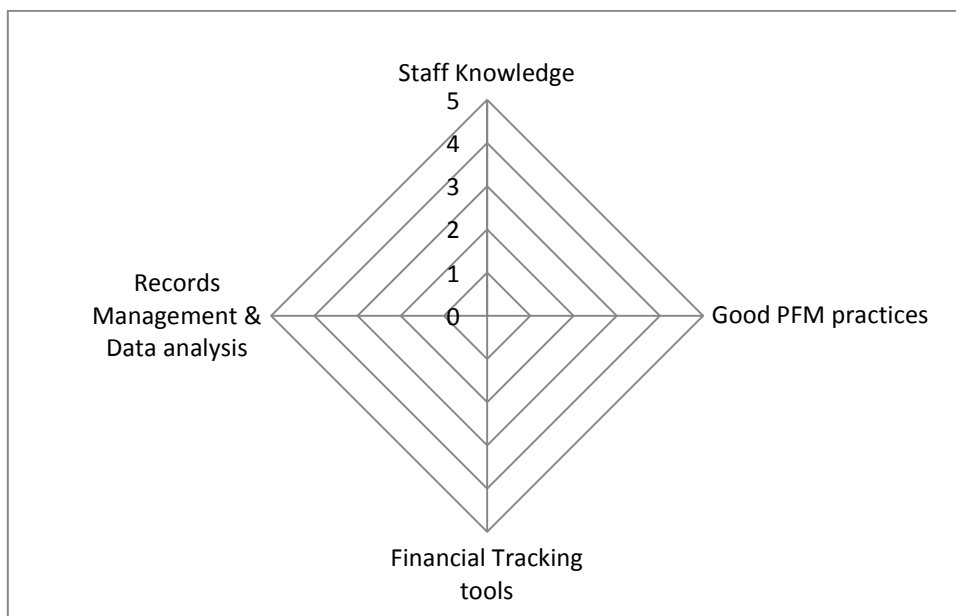 Staff Knowledge
5
4
3
2
1
0
Records
Management &
Data analysis
Good PFM practices
Financial Tracking
tools